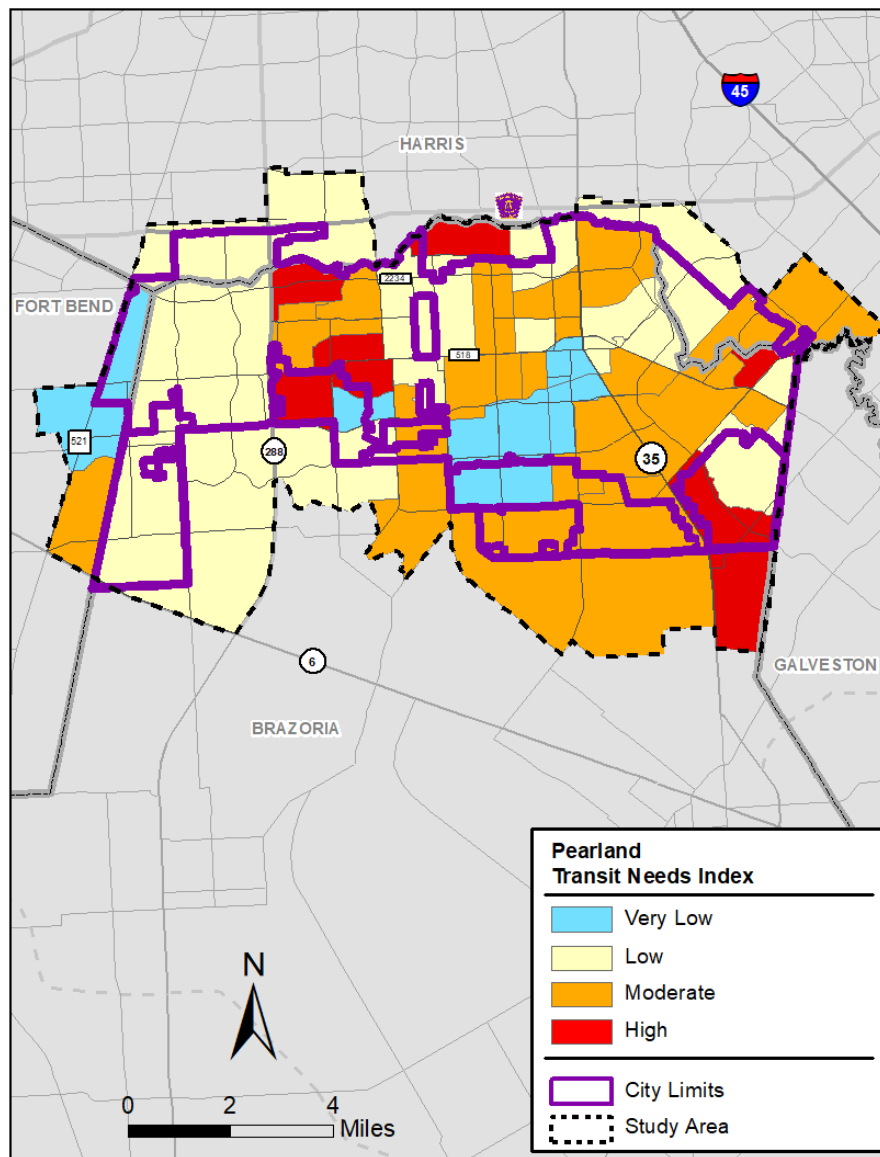 45
HARRIS
FORT BEND
2234
518
521
288
35
6
GALVESTON
BRAZORIA
Pearland
Transit Needs Index
Very Low
Low
Moderate
High
City Limits
Study Area
N
0 2 4
Miles